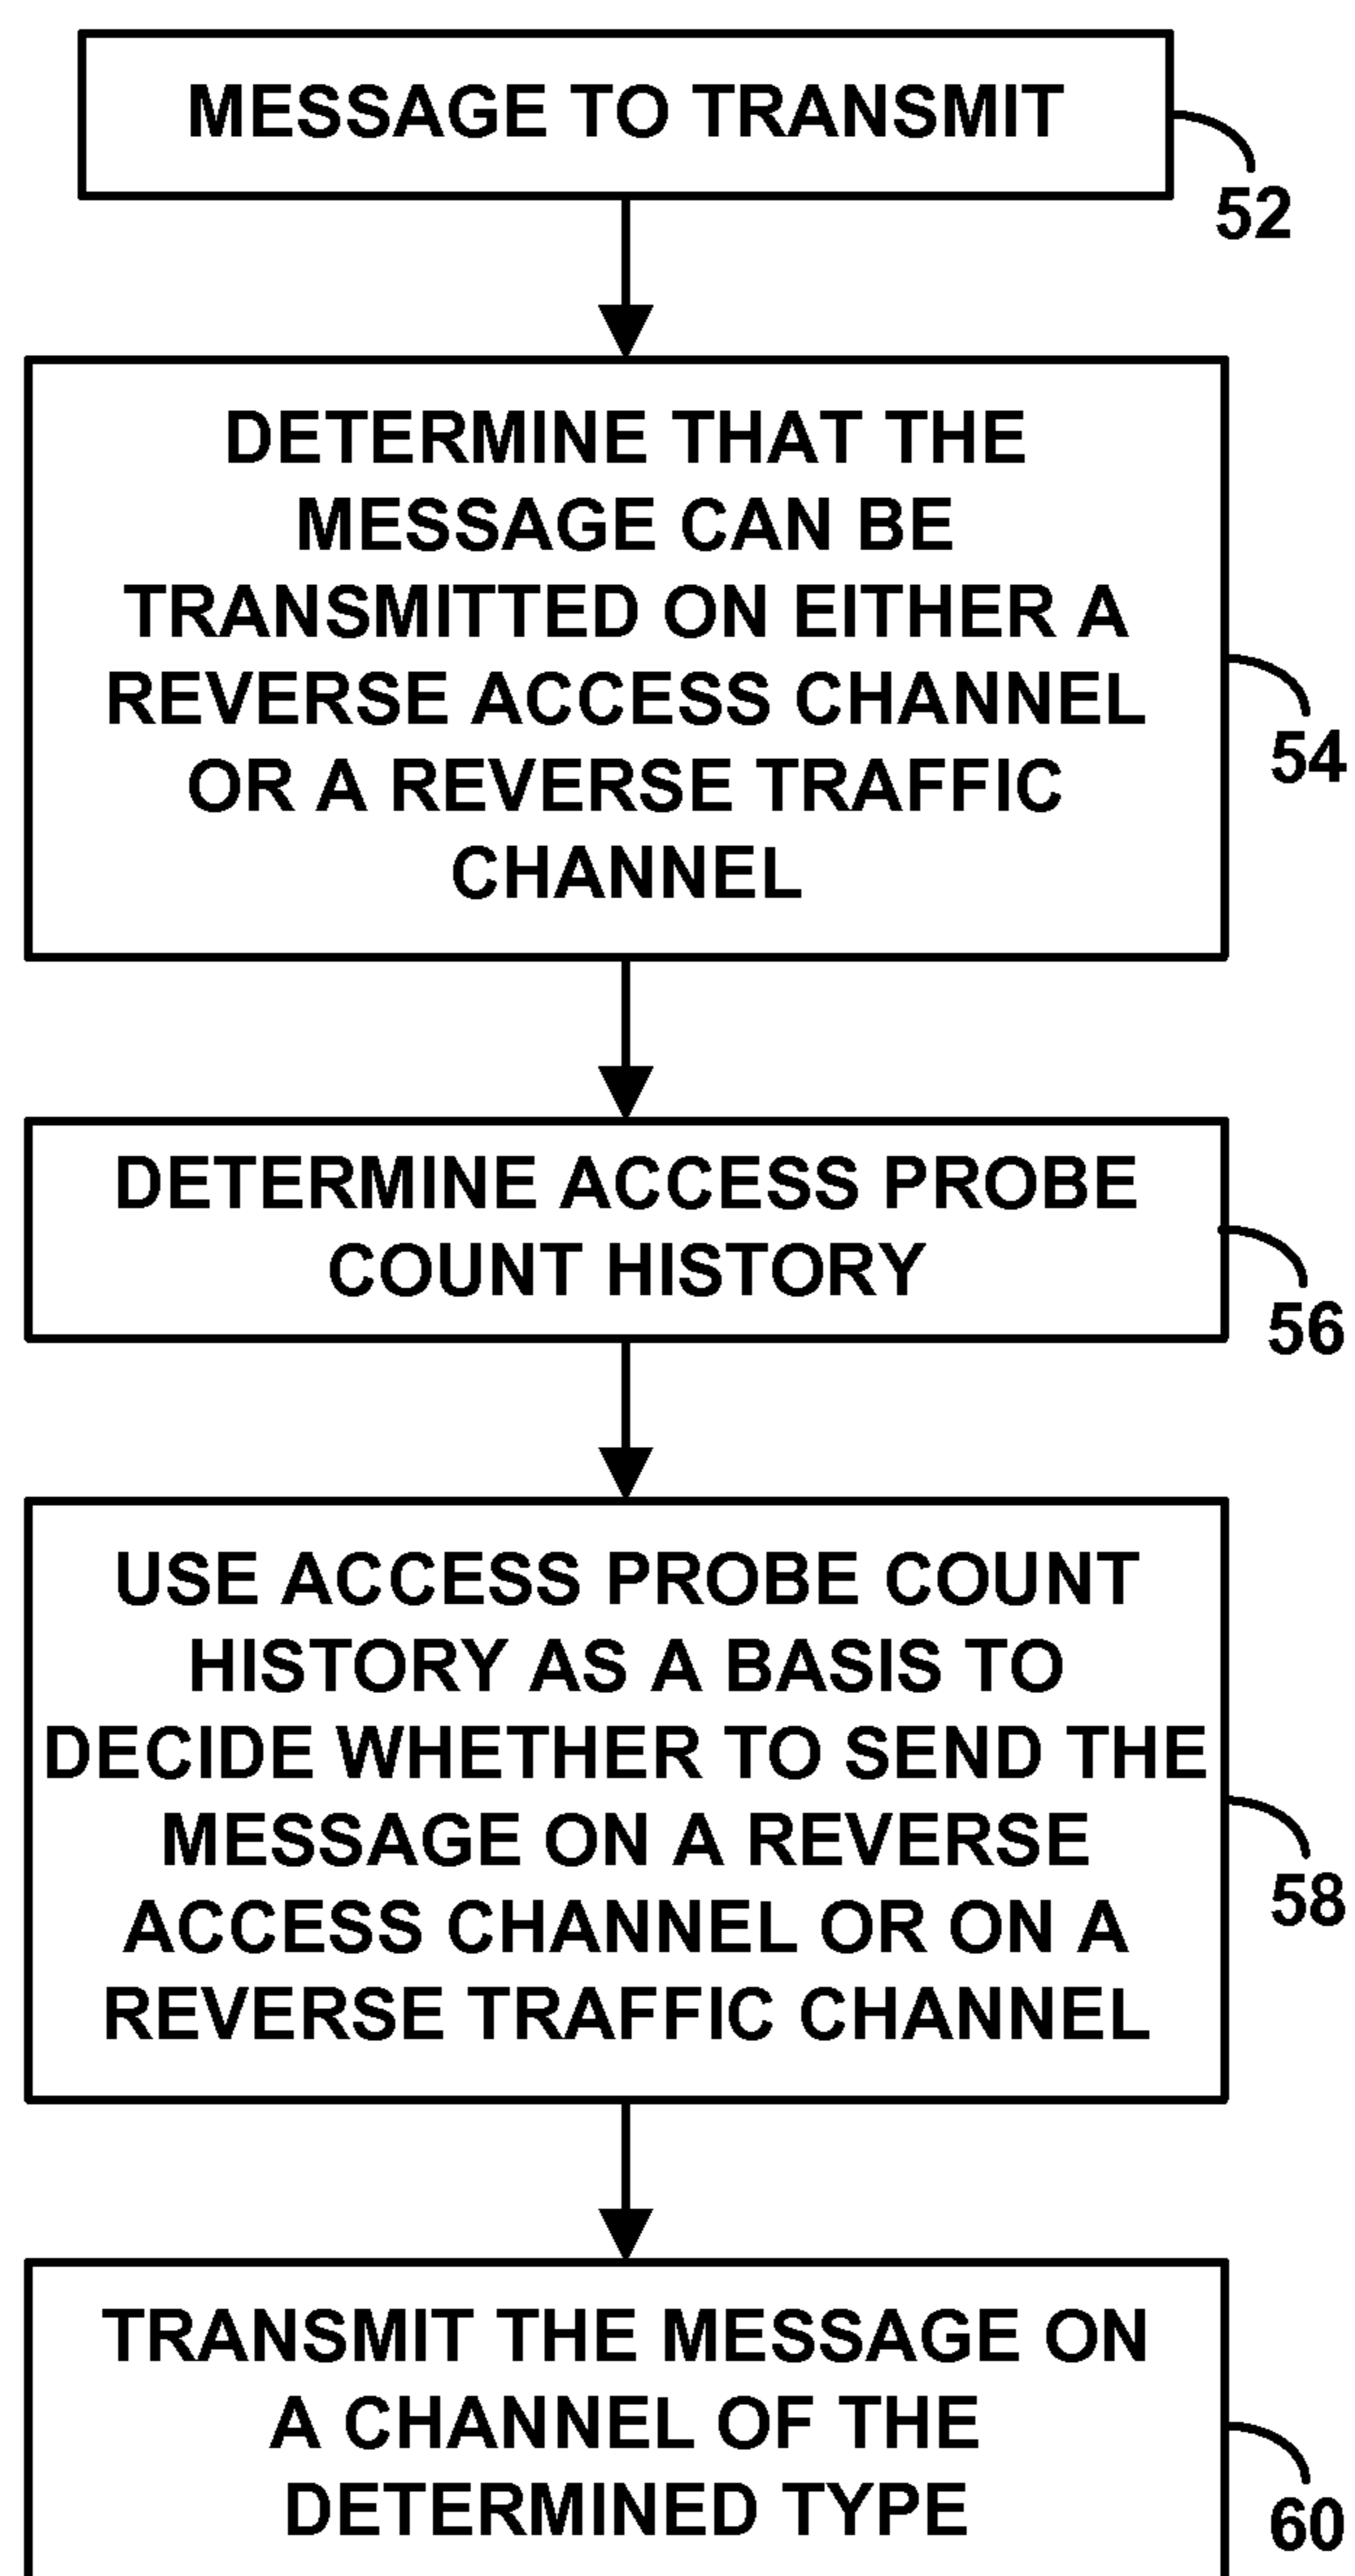 MESSAGE TO TRANSMIT
52
DETERMINE THAT THE
MESSAGE CAN BE
TRANSMITTED ON EITHER A
REVERSE ACCESS CHANNEL
OR A REVERSE TRAFFIC
CHANNEL
54
DETERMINE ACCESS PROBE
COUNT HISTORY
56
USE ACCESS PROBE COUNT
HISTORY AS A BASIS TO
DECIDE WHETHER TO SEND THE
MESSAGE ON A REVERSE
ACCESS CHANNEL OR ON A
REVERSE TRAFFIC CHANNEL
58
TRANSMIT THE MESSAGE ON
A CHANNEL OF THE
DETERMINED TYPE
60